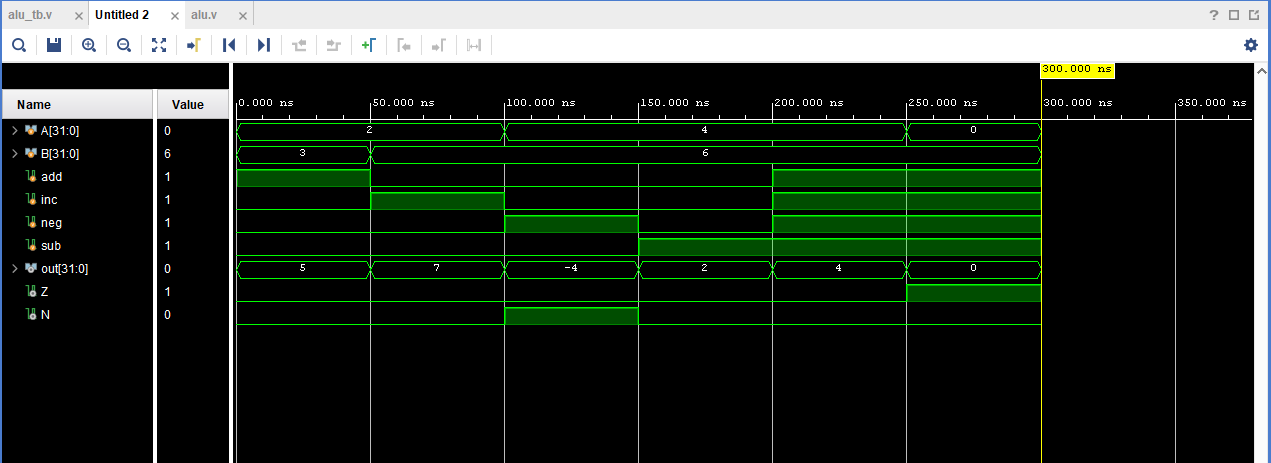 alu_tb.v × Untitled 2 × alu.v ×
?
300.000 ns
Name Value 0.000 ns 50.000 ns 100.000 ns 150.000 ns 200.000 ns 250.000 ns 300.000 ns 350.000 ns
A[31:0] 0 2 4 0
B[31:0] 6 3 6
add 1
inc 1
neg 1
sub 1
out[31:0] 0 5 7 -4 2 4 0
Z 1
N 0